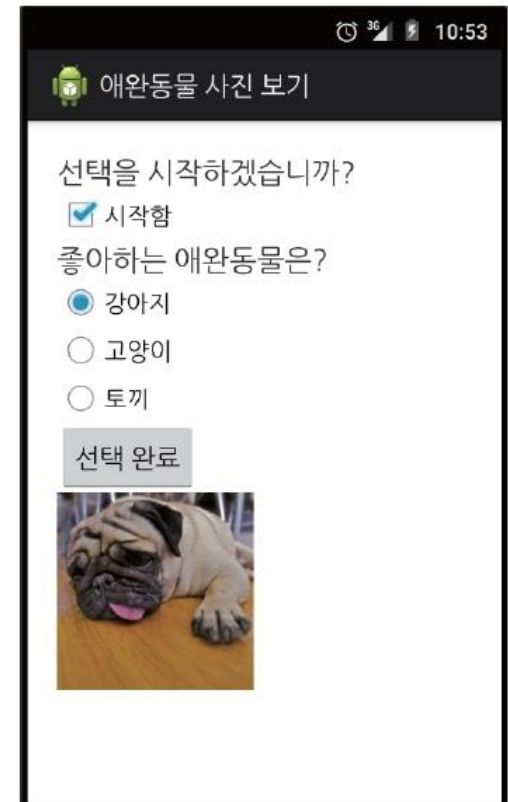 3G 10:53
애완동물 사진 보기
선택을 시작하겠습니까?
시작함
좋아하는 애완동물은?
강아지
고양이
토끼
선택 완료